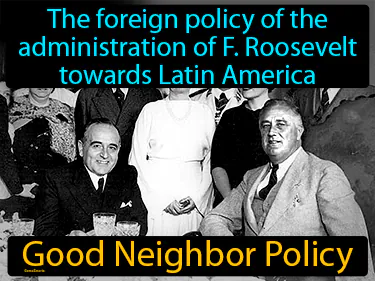 The foreign policy of the
administration of F. Roosevelt
towards Latin America
Good Neighbor Policy